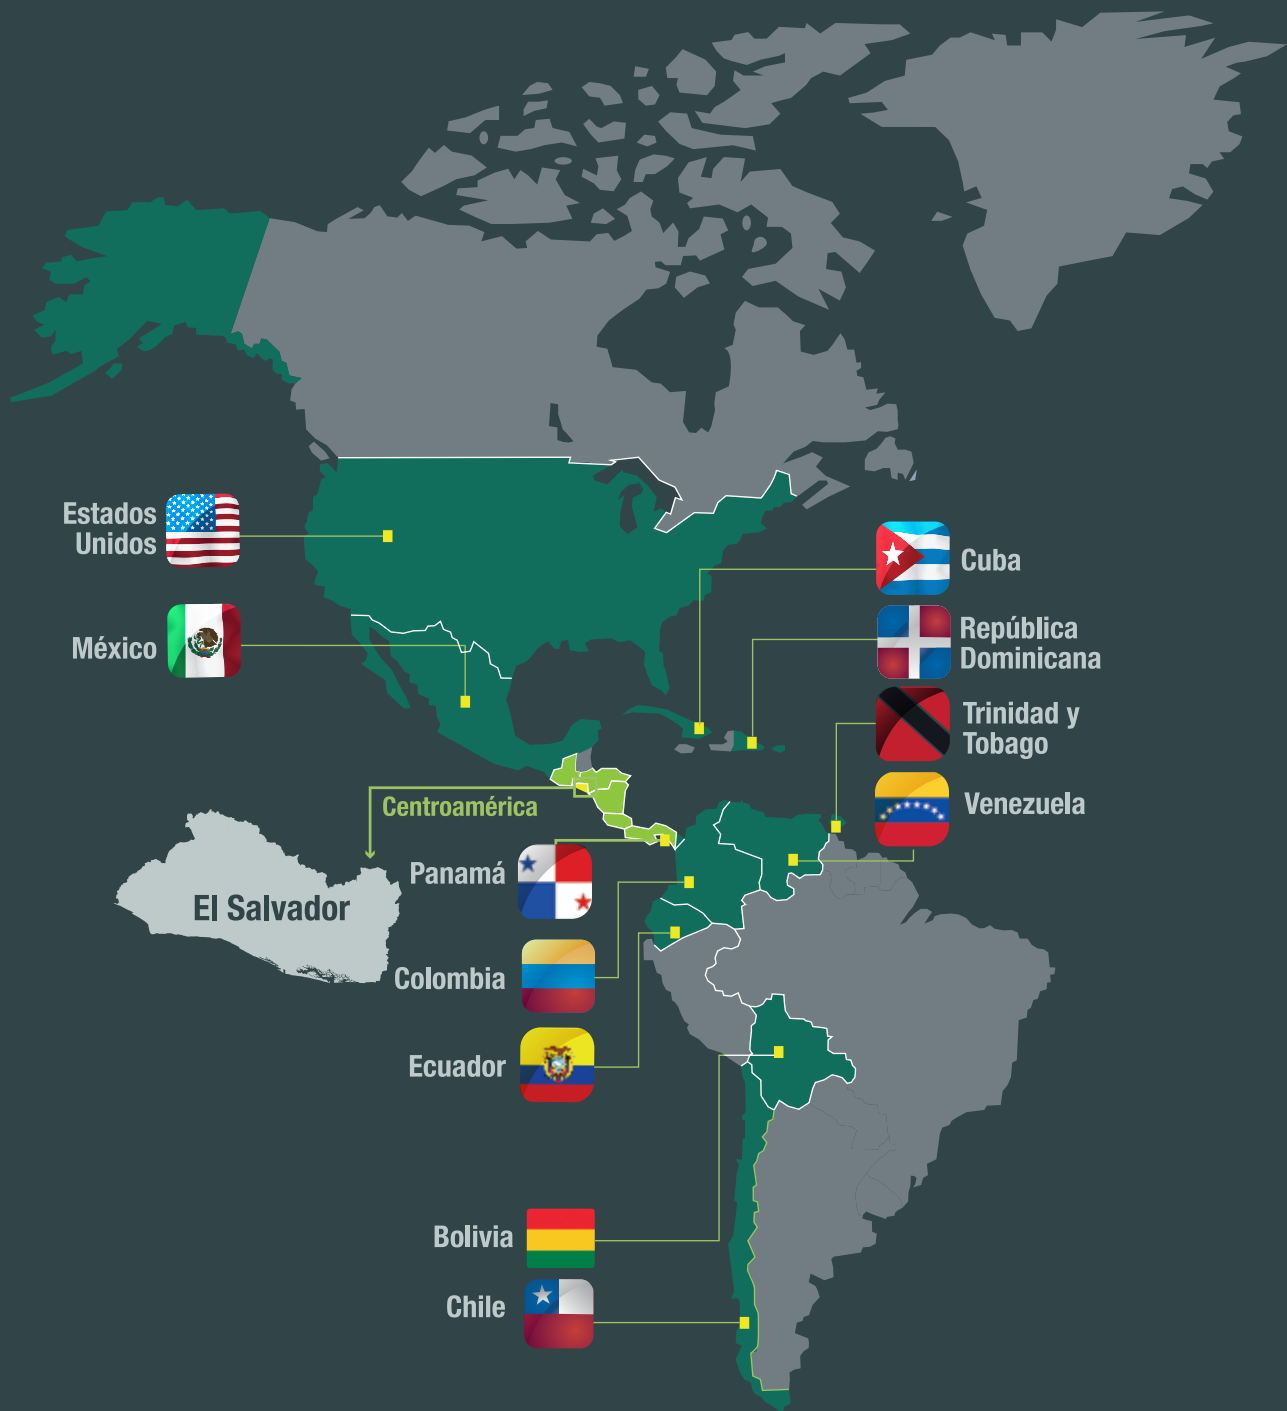 Estados
Unidos
México
Cuba
República
Dominicana
Trinidad y
Tobago
Venezuela
Centroamérica
El Salvador
Panamá
Colombia
Ecuador
Bolivia
Chile